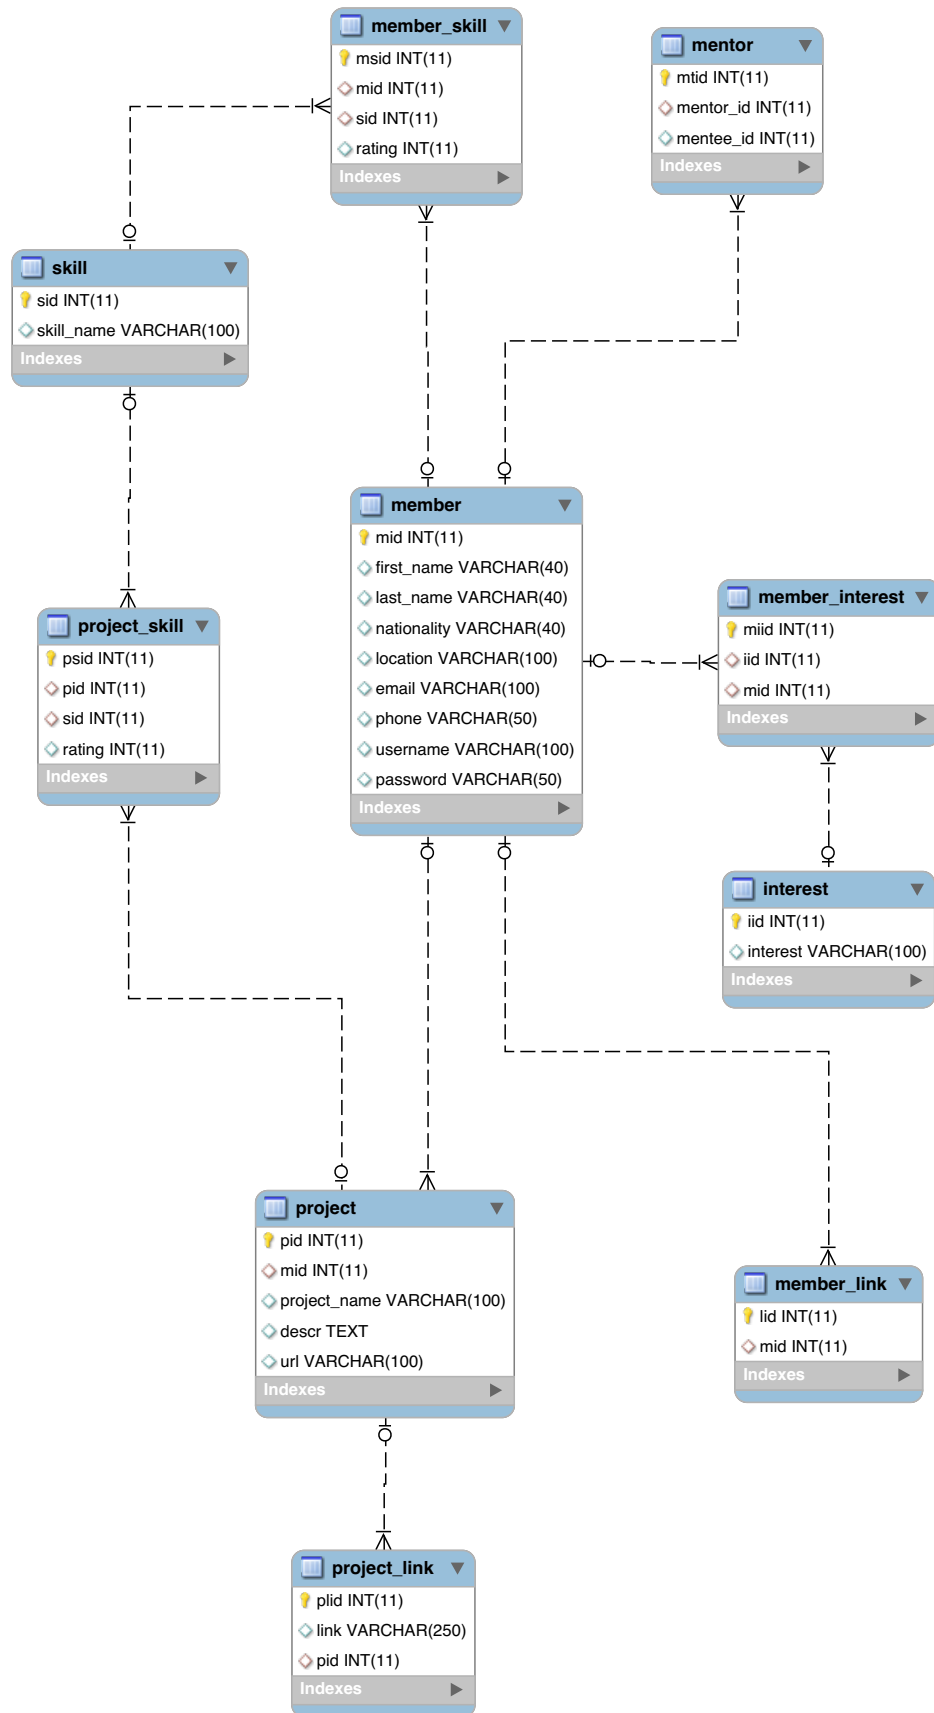 member_skill
msid INT(11)
mid INT(11)
sid INT(11)
rating INT(11)
Indexes
mentor
mtid INT(11)
mentor_id INT(11)
mentee_id INT(11)
Indexes
skill
sid INT(11)
skill_name VARCHAR(100)
Indexes
member
mid INT(11)
first_name VARCHAR(40)
last_name VARCHAR(40)
nationality VARCHAR(40)
location VARCHAR(100)
email VARCHAR(100)
phone VARCHAR(50)
username VARCHAR(100)
password VARCHAR(50)
Indexes
member_interest
miid INT(11)
iid INT(11)
mid INT(11)
Indexes
project_skill
psid INT(11)
pid INT(11)
sid INT(11)
rating INT(11)
Indexes
interest
iid INT(11)
interest VARCHAR(100)
Indexes
project
pid INT(11)
mid INT(11)
project_name VARCHAR(100)
descr TEXT
url VARCHAR(100)
Indexes
member_link
lid INT(11)
mid INT(11)
Indexes
project_link
plid INT(11)
link VARCHAR(250)
pid INT(11)
Indexes